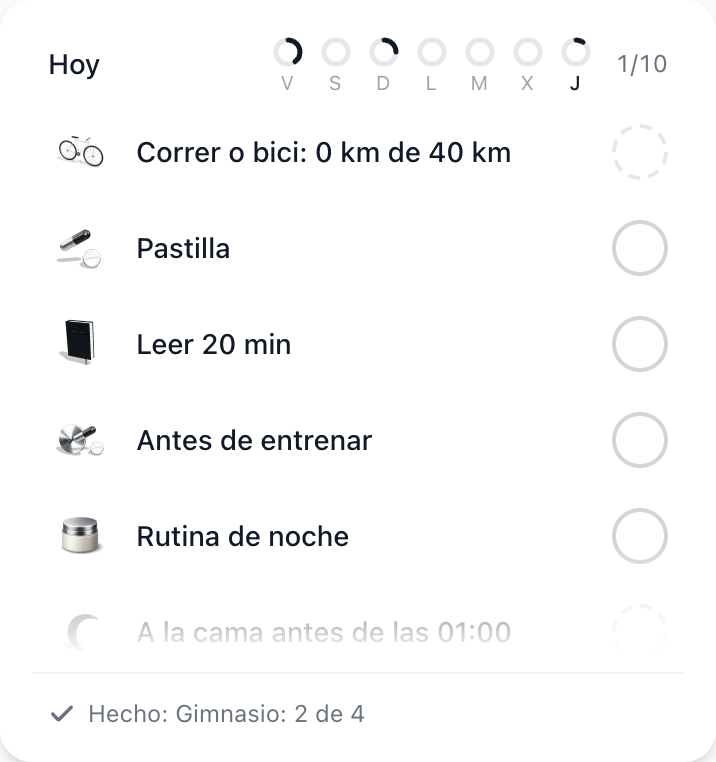 Hoy
V S D L M X J
1/10
Correr o bici: 0 km de 40 km
Pastilla
Leer 20 min
Antes de entrenar
Rutina de noche
A la cama antes de las 01:00
Hecho: Gimnasio: 2 de 4